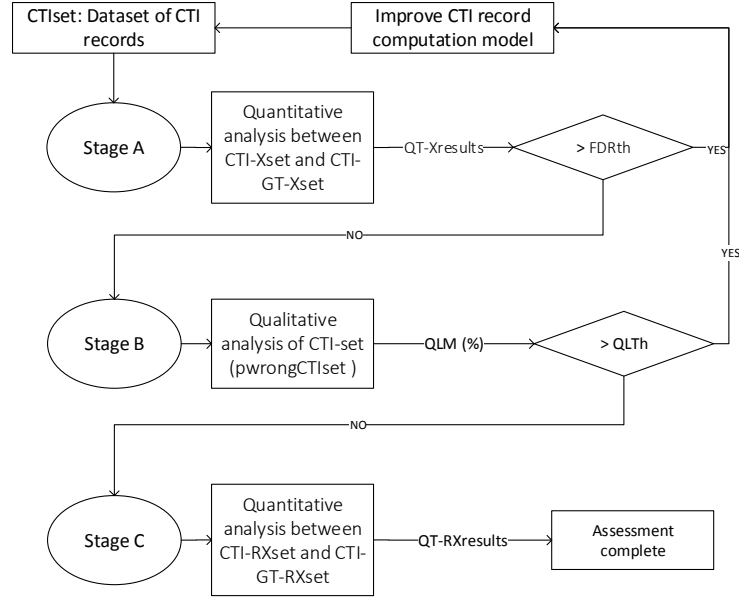 CTIset: Dataset of CTI
records
Improve CTI record
computation model
Stage A
Quantitative
analysis between
CTI-Xset and CTI-
GT-Xset
QT-Xresults
> FDRth
YES
NO
YES
Stage B
Qualitative
analysis of CTI-set
(pwrongCTIset )
QLM (%)
> QLTh
NO
Stage C
Quantitative
analysis between
CTI-RXset and CTI-
GT-RXset
QT-RXresults
Assessment
complete